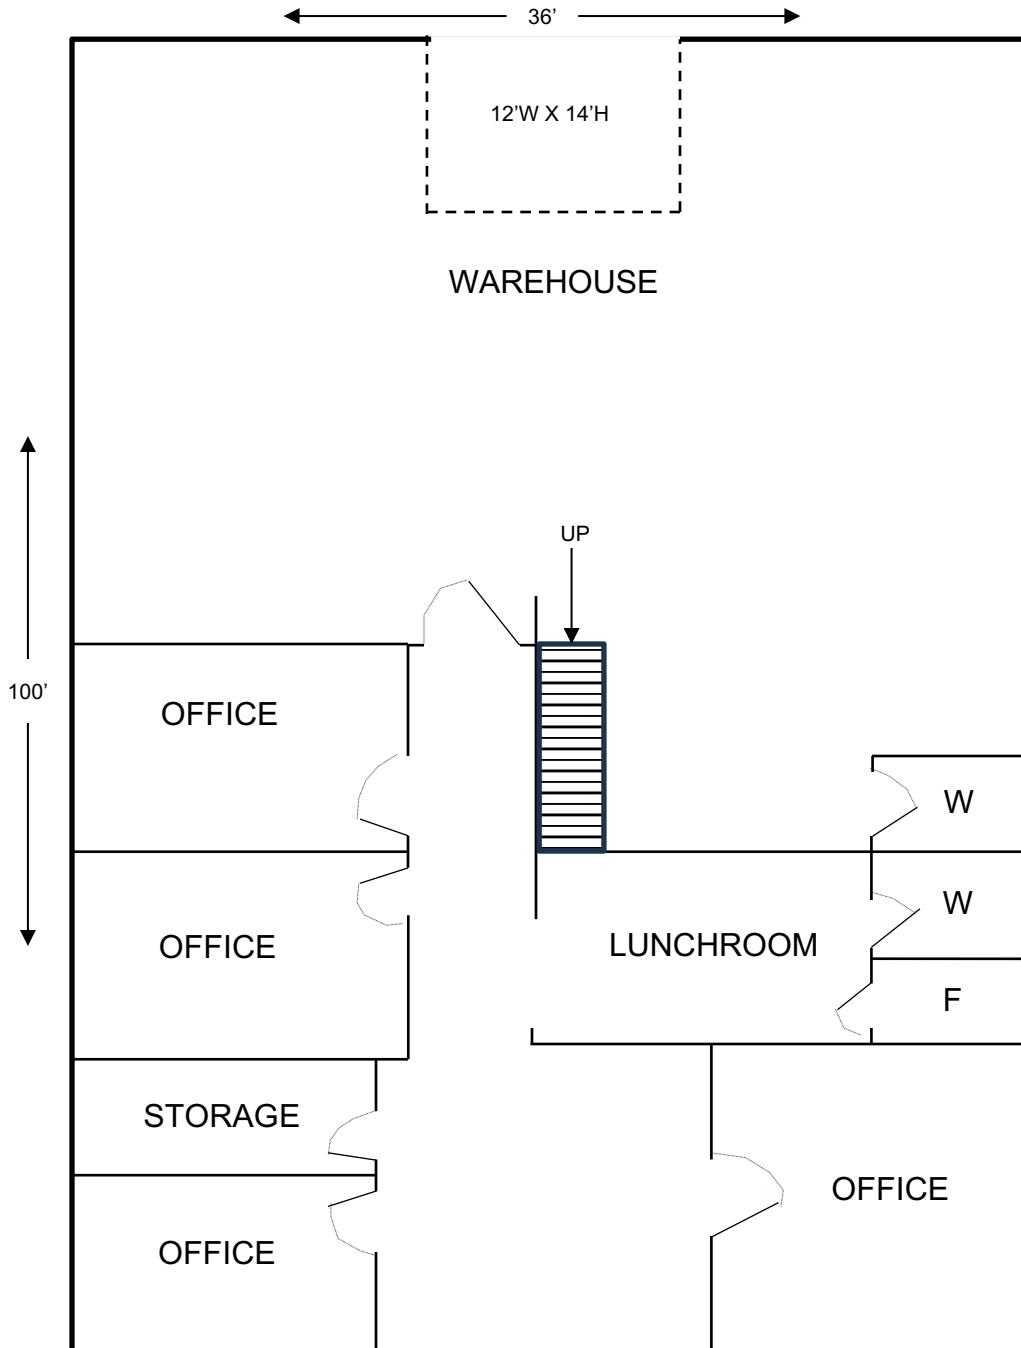 36’
12’W X 14’H
WAREHOUSE
UP
100’
OFFICE
W
W
OFFICE
LUNCHROOM
F
STORAGE
OFFICE
OFFICE